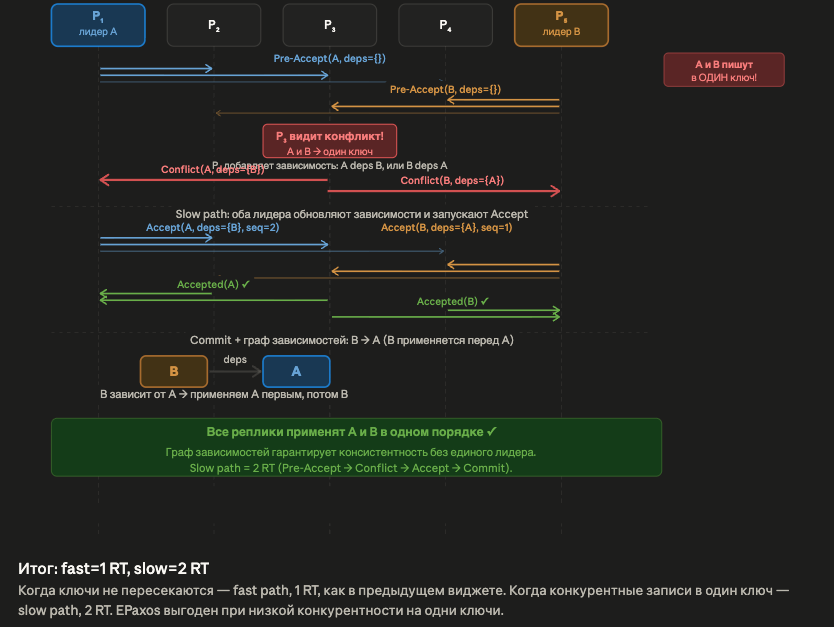 P₁
лидер A
P₂
P₃
P₄
P₅
лидер B
Pre-Accept(A, deps={})
A и B пишут
в ОДИН ключ!
Pre-Accept(B, deps={})
P₃ видит конфликт!
A и B → один ключ
P₃ добавляет зависимость: A deps B, или B deps A
Conflict(A, deps={B})
Conflict(B, deps={A})
Slow path: оба лидера обновляют зависимости и запускают Accept
Accept(A, deps={B}, seq=2)
Accept(B, deps={A}, seq=1)
Accepted(A) ✓
Accepted(B) ✓
Commit + граф зависимостей: B → A (B применяется перед A)
B
deps
A
B зависит от A → применяем A первым, потом B
Все реплики применят A и B в одном порядке ✓
Граф зависимостей гарантирует консистентность без единого лидера.
Slow path = 2 RT (Pre-Accept → Conflict → Accept → Commit).
Итог: fast=1 RT, slow=2 RT
Когда ключи не пересекаются — fast path, 1 RT, как в предыдущем виджете. Когда конкурентные записи в один ключ —
slow path, 2 RT. EPaxos выгоден при низкой конкурентности на одни ключи.